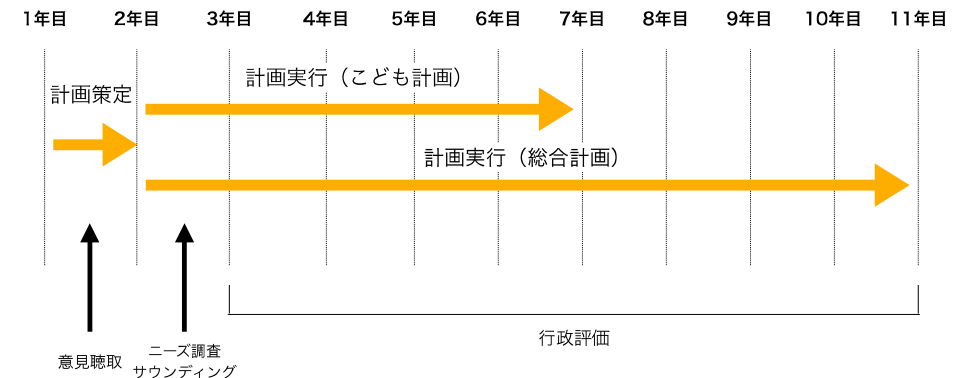 1年目 2年目 3年目 4年目 5年目 6年目 7年目 8年目 9年目 10年目 11年目
計画実行（こども計画）
計画策定
計画実行（総合計画）
行政評価
意見聴取
ニーズ調査
サウンディング